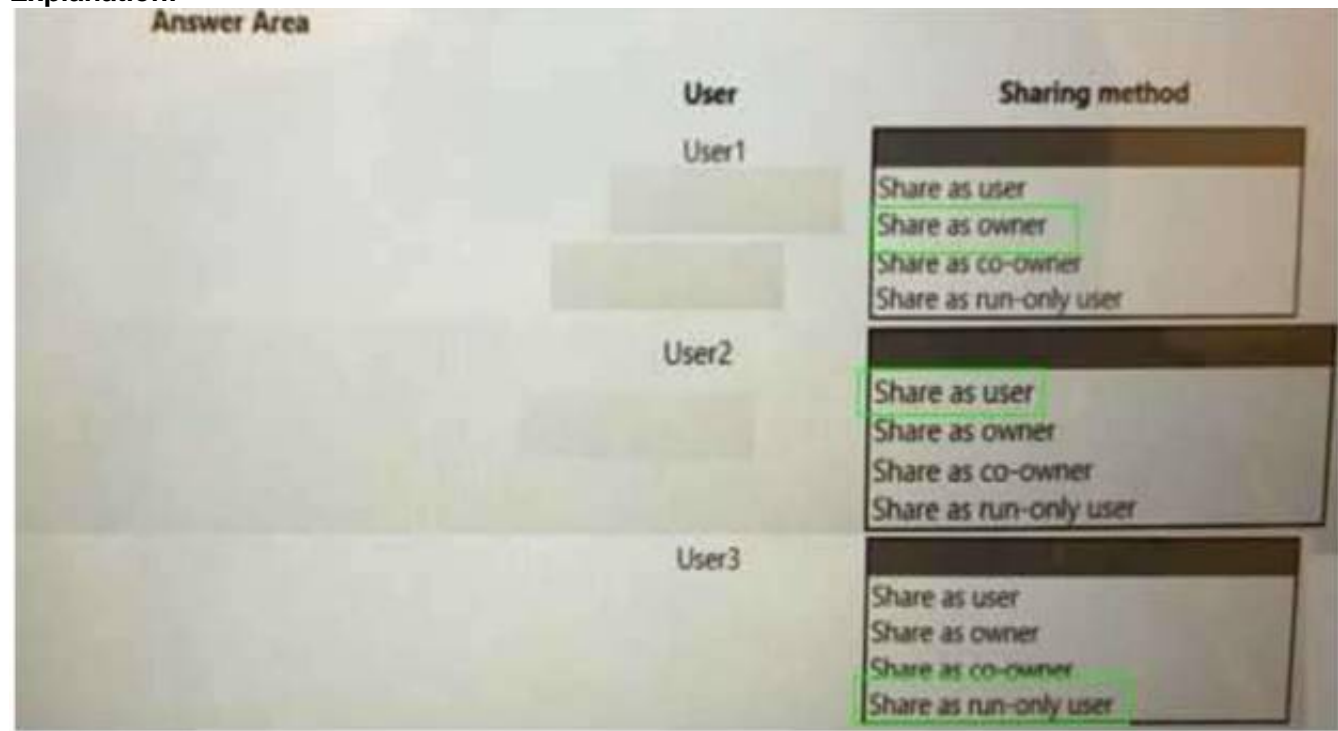 Answer Area
User Sharing method
User1
Share as user
Share as owner
Share as co-owner
Share as run-only user
User2
Share as user
Share as owner
Share as co-owner
Share as run-only user
User3
Share as user
Share as owner
Share as co-owner
Share as run-only user